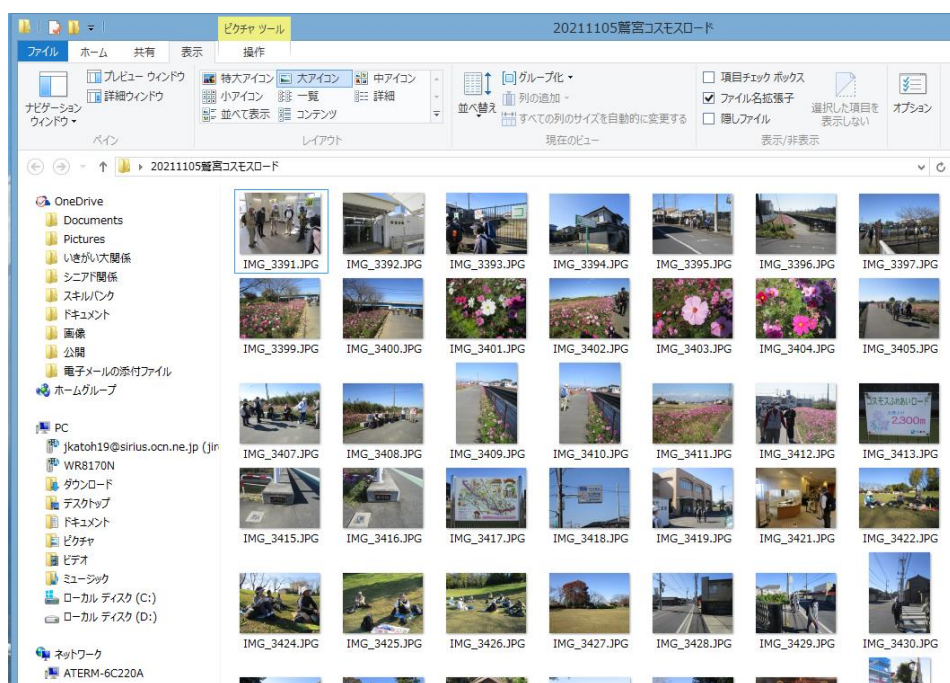 ピクチャ ツール
20211105鷲宮コスモスロード
ファイル ホーム 共有 表示 操作
プレビュー ウィンドウ
詳細ウィンドウ
ナビゲーション
ウィンドウ
ペイン
特大アイコン 大アイコン 中アイコン
小アイコン 一覧 詳細
並べて表示 コンテンツ
レイアウト
並べ替え
グループ化
列の追加
すべての列のサイズを自動的に変更する
現在のビュー
項目チェック ボックス
ファイル名拡張子
隠しファイル
選択した項目を
表示しない
表示/非表示
オプション
20211105鷲宮コスモスロード
OneDrive
Documents
Pictures
いきがい大関係
シニアド関係
スキルバンク
ドキュメント
画像
公開
電子メールの添付ファイル
ホームグループ
PC
jkatoh19@sirius.ocn.ne.jp (jir
WR8170N
ダウンロード
デスクトップ
ドキュメント
ピクチャ
ビデオ
ミュージック
ローカル ディスク (C:)
ローカル ディスク (D:)
ネットワーク
ATERM-6C220A
IMG_3391.JPG IMG_3392.JPG IMG_3393.JPG IMG_3394.JPG IMG_3395.JPG IMG_3396.JPG IMG_3397.JPG
IMG_3399.JPG IMG_3400.JPG IMG_3401.JPG IMG_3402.JPG IMG_3403.JPG IMG_3404.JPG IMG_3405.JPG
コスモスふれあいロード
2,300m
IMG_3407.JPG IMG_3408.JPG IMG_3409.JPG IMG_3410.JPG IMG_3411.JPG IMG_3412.JPG IMG_3413.JPG
IMG_3415.JPG IMG_3416.JPG IMG_3417.JPG IMG_3418.JPG IMG_3419.JPG IMG_3421.JPG IMG_3422.JPG
IMG_3424.JPG IMG_3425.JPG IMG_3426.JPG IMG_3427.JPG IMG_3428.JPG IMG_3429.JPG IMG_3430.JPG